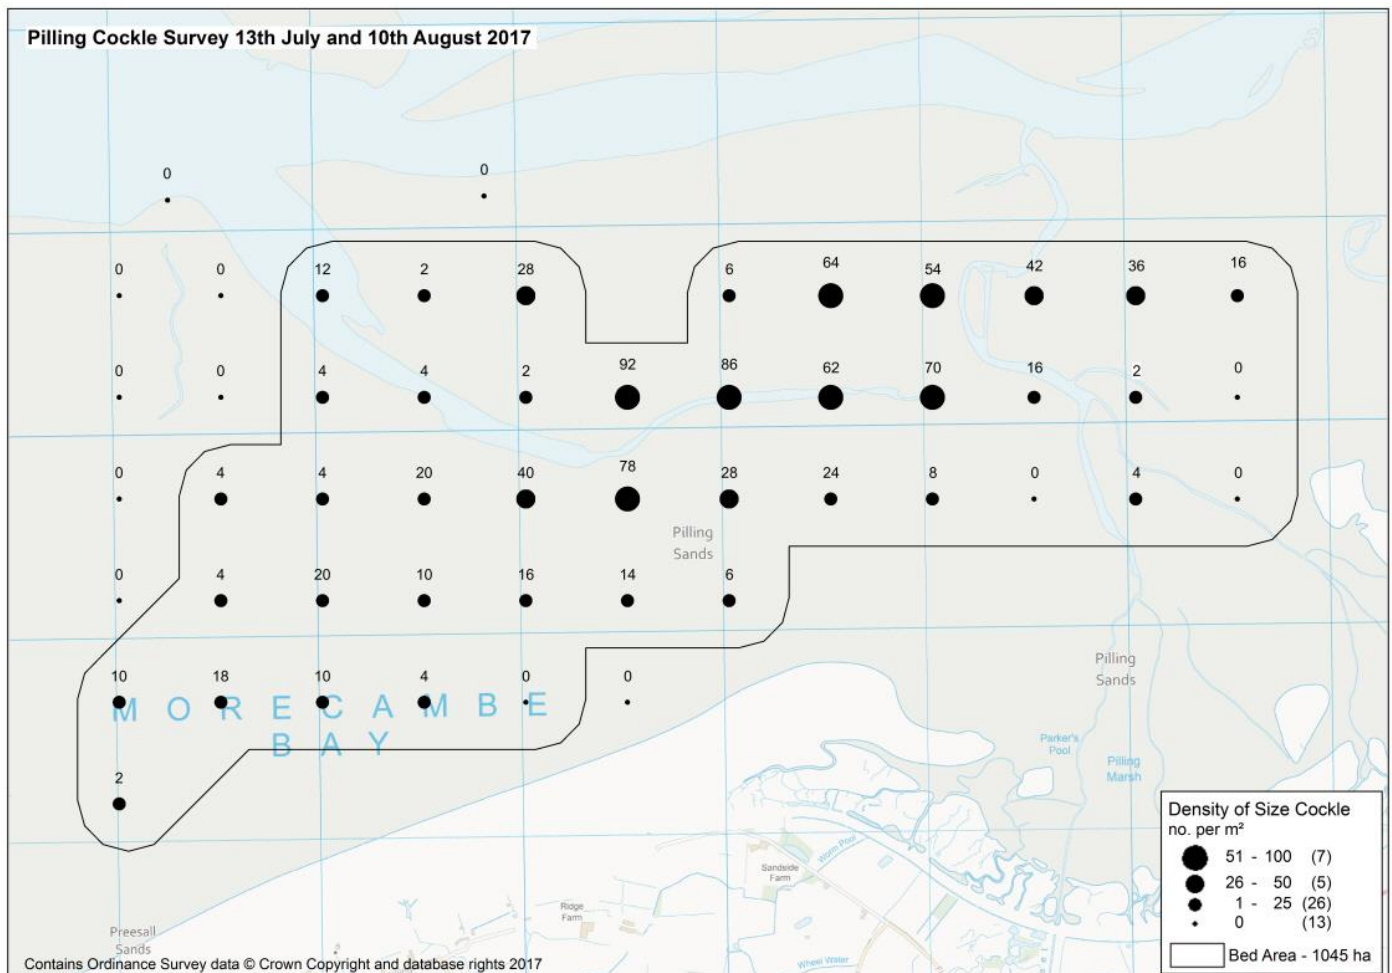 Pilling Cockle Survey 13th July and 10th August 2017
0
0
0 0 12 2 28 6 64 54 42 36 16
0 0 4 4 2 92 86 62 70 16 2 0
0 4 4 20 40 78 28 24 8 0 4 0
Pilling
Sands
0 4 20 10 16 14 6
10 18 10 4 0 0
MORECAMBE
BAY
Pilling
Sands
2
Parker's
Pool
Pilling
Marsh
Density of Size Cockle
no. per m²
51 - 100 (7)
26 - 50 (5)
1 - 25 (26)
0 (13)
Bed Area - 1045 ha
Worm Pool
Sandside
Farm
Ridge
Farm
Preesall
Sands
Wheel Water
Contains Ordinance Survey data © Crown Copyright and database rights 2017